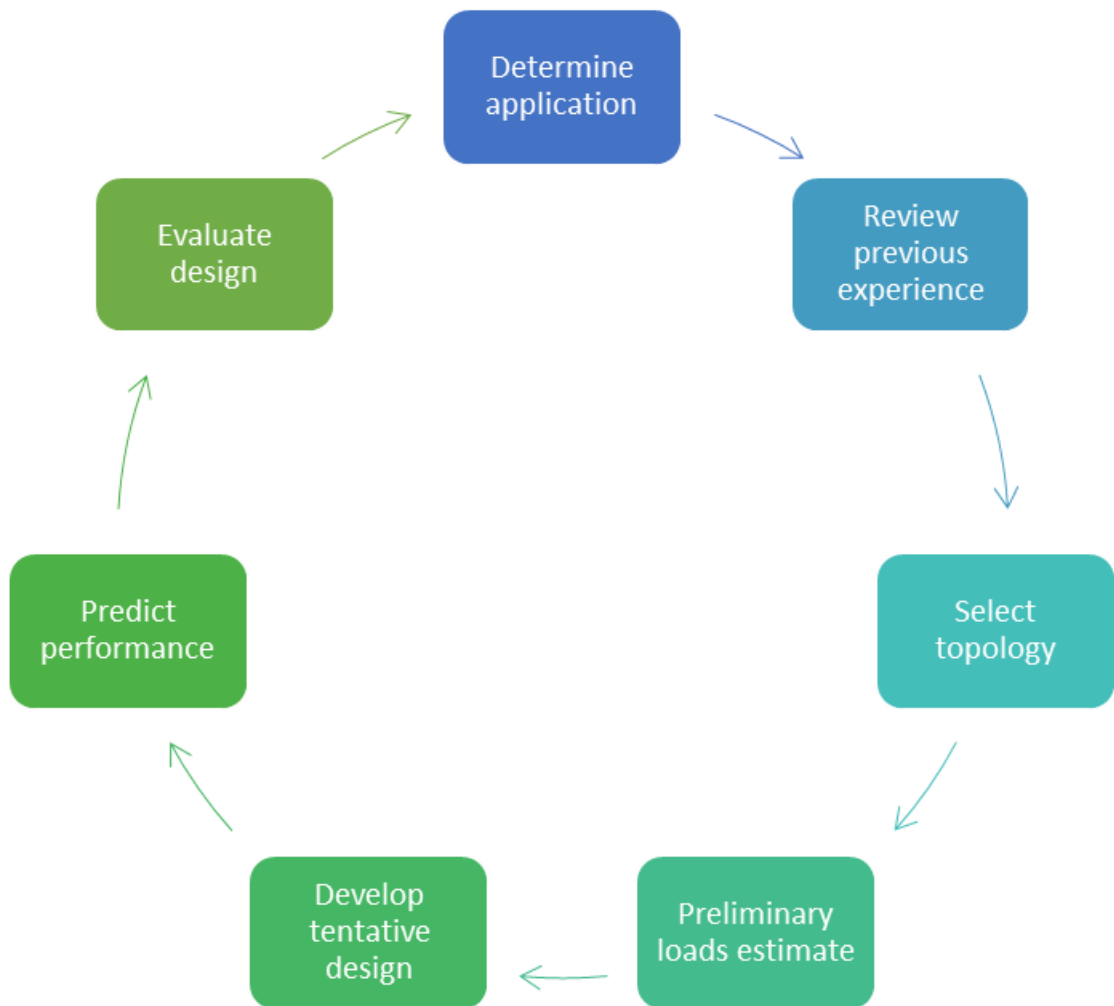 Determine
application
Review
previous
experience
Select
topology
Preliminary
loads estimate
Develop
tentative
design
Predict
performance
Evaluate
design